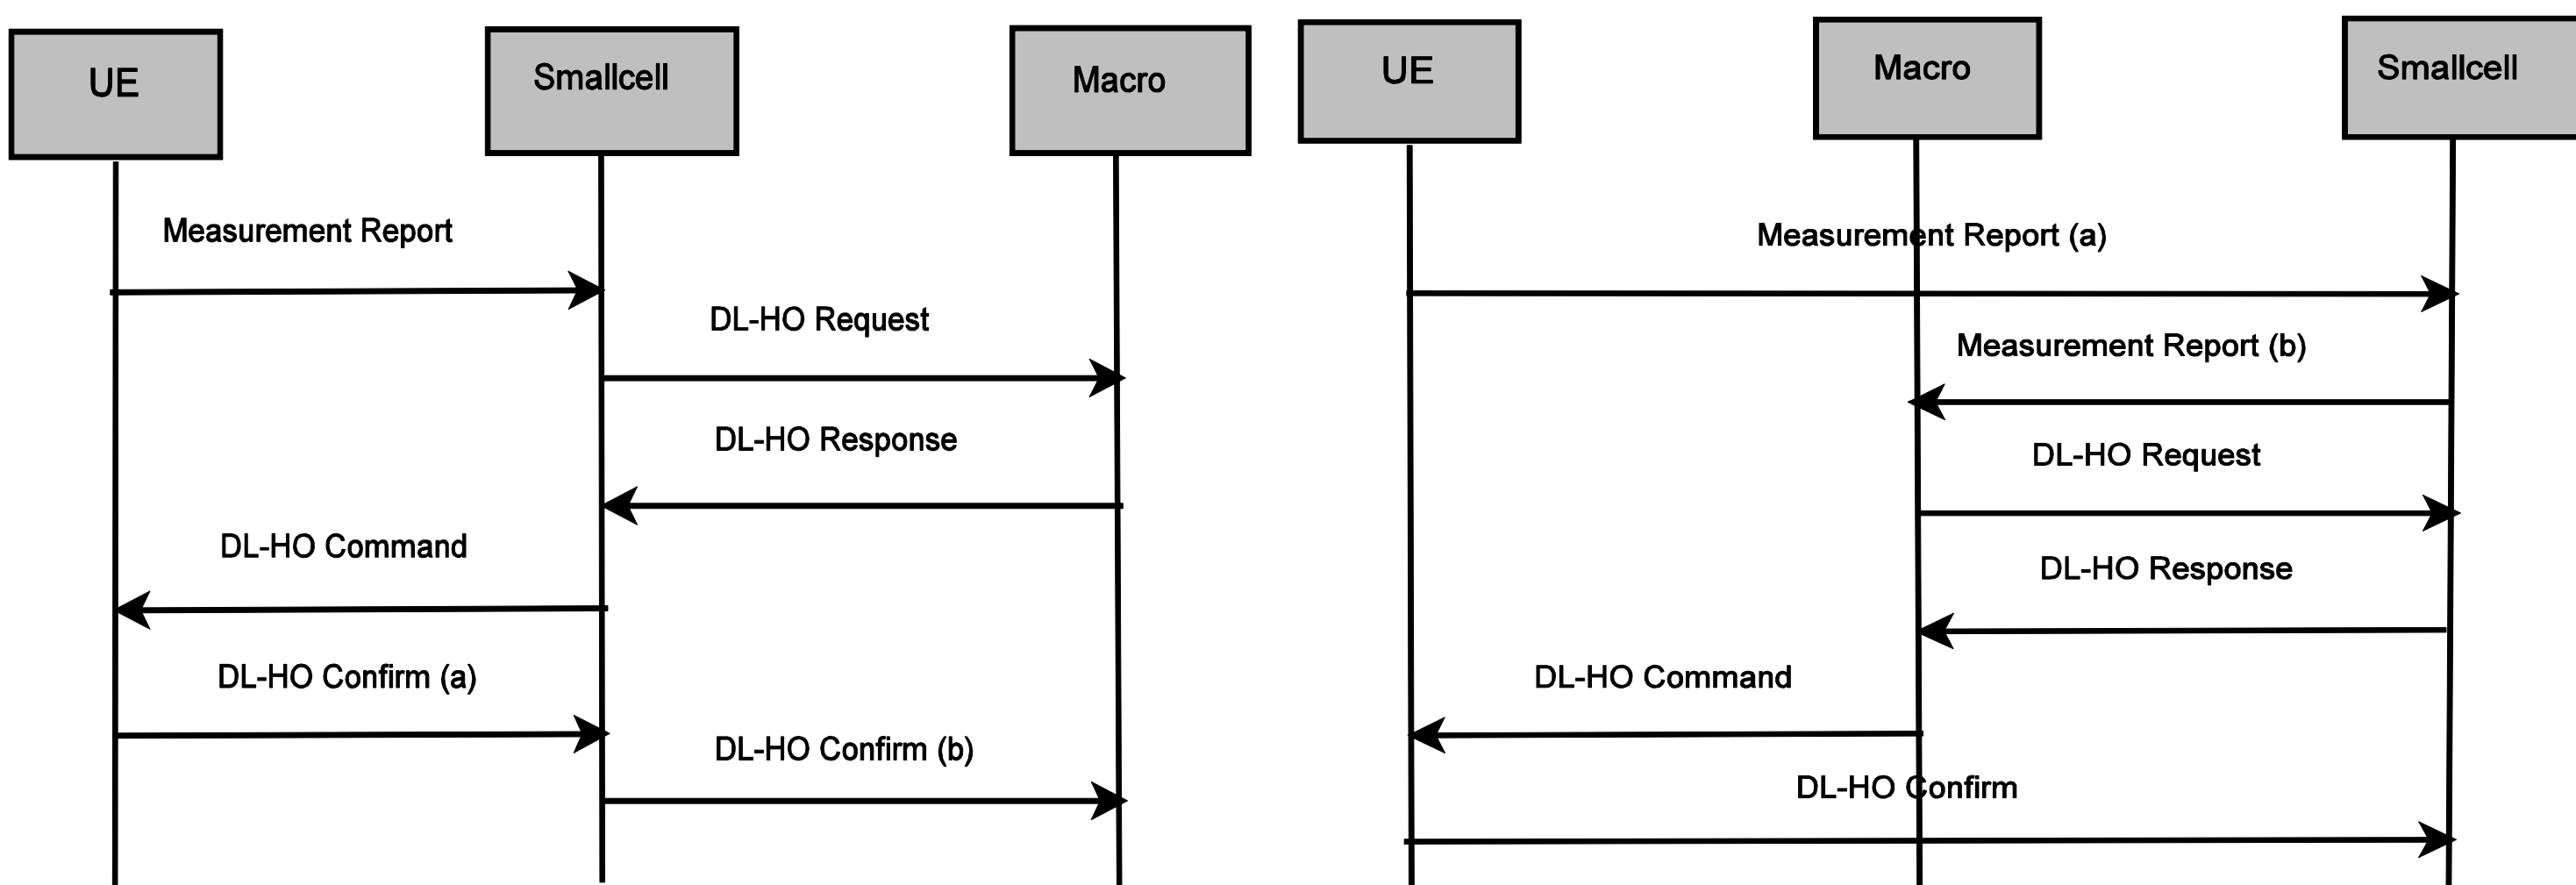 UE
Smallcell
Macro
Measurement Report
DL-HO Request
DL-HO Response
DL-HO Command
DL-HO Confirm (a)
DL-HO Confirm (b)
UE
Macro
Smallcell
Measurement Report (a)
Measurement Report (b)
DL-HO Request
DL-HO Response
DL-HO Command
DL-HO Confirm